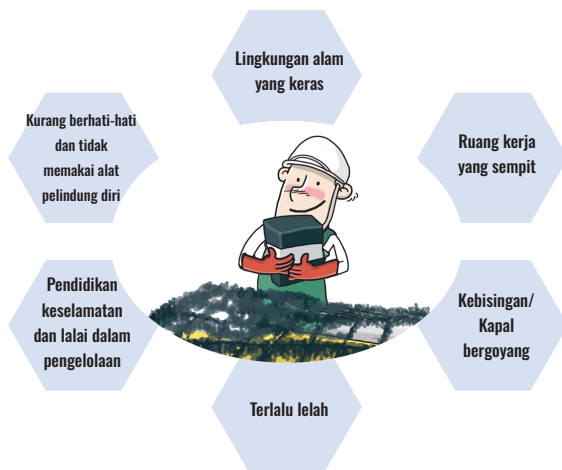 Lingkungan alam
yang keras
Ruang kerja
yang sempit
Kebisingan/
Kapal
bergoyang
Terlalu lelah
Pendidikan
keselamatan
dan lalai dalam
pengelolaan
Kurang berhati-hati
dan tidak
memakai alat
pelindung diri